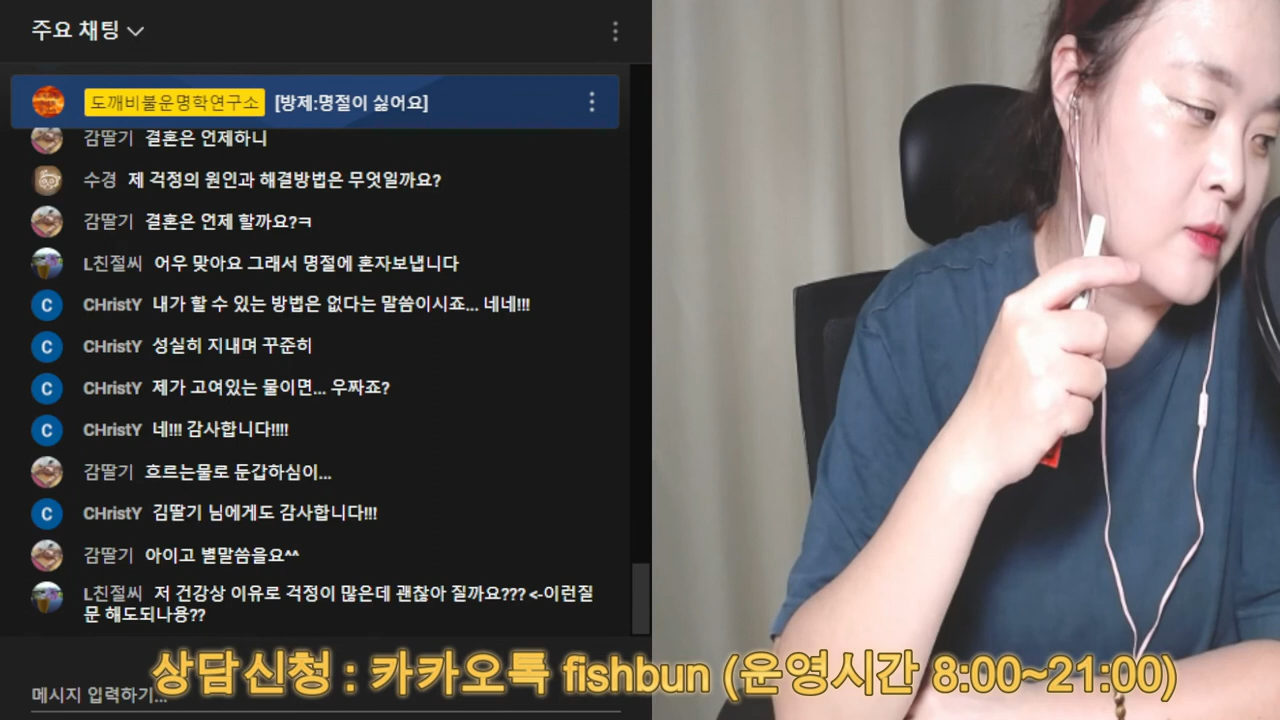 주요 채팅
도깨비불운명학연구소 [방제:명절이 싫어요]
감딸기 결혼은 언제하니
수경 제 걱정의 원인과 해결방법은 무엇일까요?
감딸기 결혼은 언제 할까요?ㅋ
L친절씨 어우 맞아요 그래서 명절에 혼자보냅니다
C CHristY 내가 할 수 있는 방법은 없다는 말씀이시죠... 네네!!!
C CHristY 성실히 지내며 꾸준히
C CHristY 제가 고여있는 물이면... 우짜죠?
C CHristY 네!!! 감사합니다!!!!
감딸기 흐르는물로 둔갑하심이...
C CHristY 김딸기 님에게도 감사합니다!!!
감딸기 아이고 별말씀을요^^
L친절씨 저 건강상 이유로 걱정이 많은데 괜찮아 질까요??? <-이런질
문 해도되나용??
상담신청 : 카카오톡 fishbun (운영시간 8:00~21:00)
메시지 입력하기...